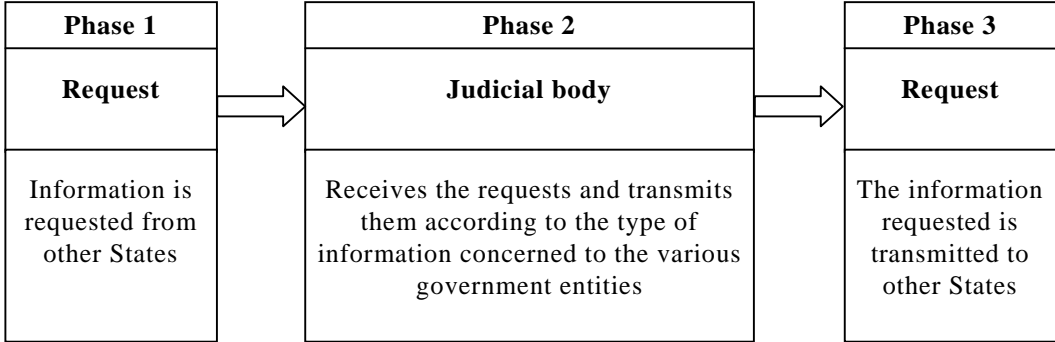 Phase 1
Request
Information is
requested from
other States
Phase 2
Judicial body
Receives the requests and transmits
them according to the type of
information concerned to the various
government entities
Phase 3
Request
The information
requested is
transmitted to
other States